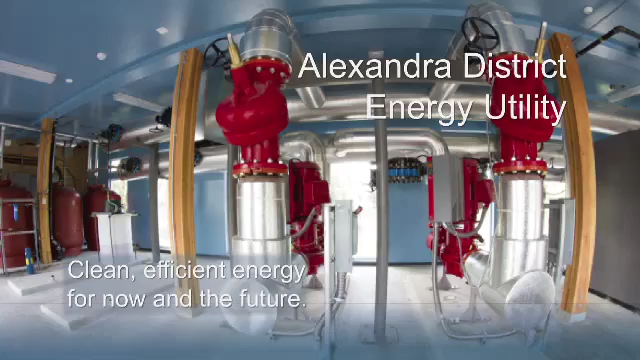 Alexandra District
Energy Utility
Clean, efficient energy
for now and the future.